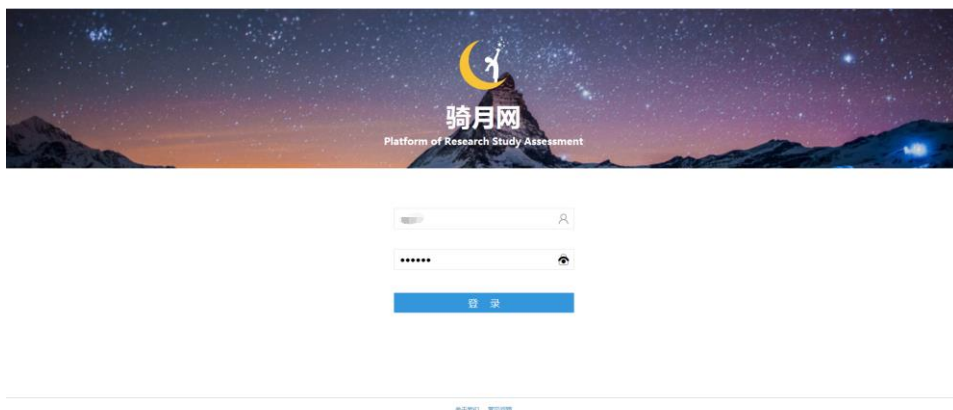 骑月网
Platform of Research Study Assessment
登 录